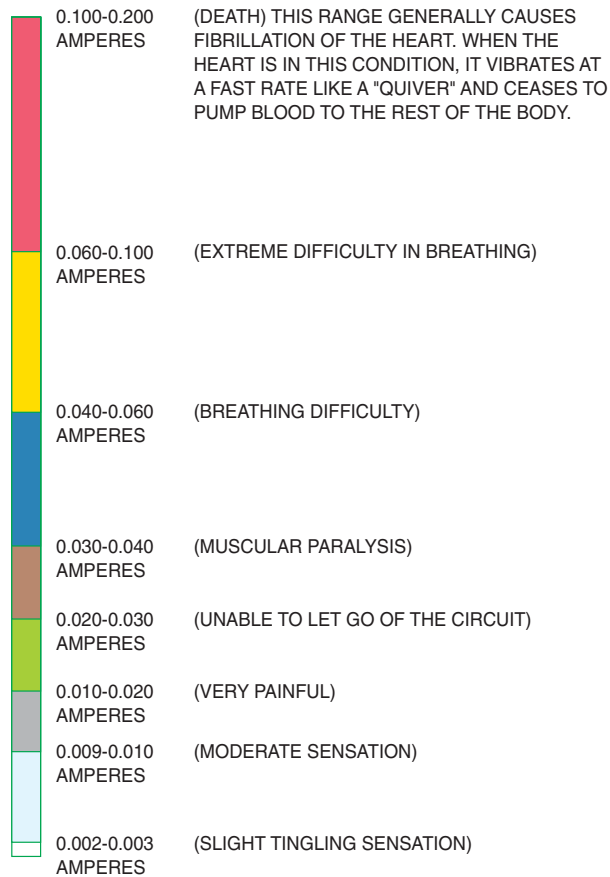 0.100-0.200 AMPERES
(DEATH) THIS RANGE GENERALLY CAUSES
FIBRILLATION OF THE HEART. WHEN THE
HEART IS IN THIS CONDITION, IT VIBRATES AT
A FAST RATE LIKE A "QUIVER" AND CEASES TO
PUMP BLOOD TO THE REST OF THE BODY.
0.060-0.100
AMPERES
(EXTREME DIFFICULTY IN BREATHING)
0.040-0.060
AMPERES
(BREATHING DIFFICULTY)
0.030-0.040
AMPERES
(MUSCULAR PARALYSIS)
0.020-0.030
AMPERES
(UNABLE TO LET GO OF THE CIRCUIT)
0.010-0.020
AMPERES
(VERY PAINFUL)
0.009-0.010
AMPERES
(MODERATE SENSATION)
0.002-0.003
AMPERES
(SLIGHT TINGLING SENSATION)